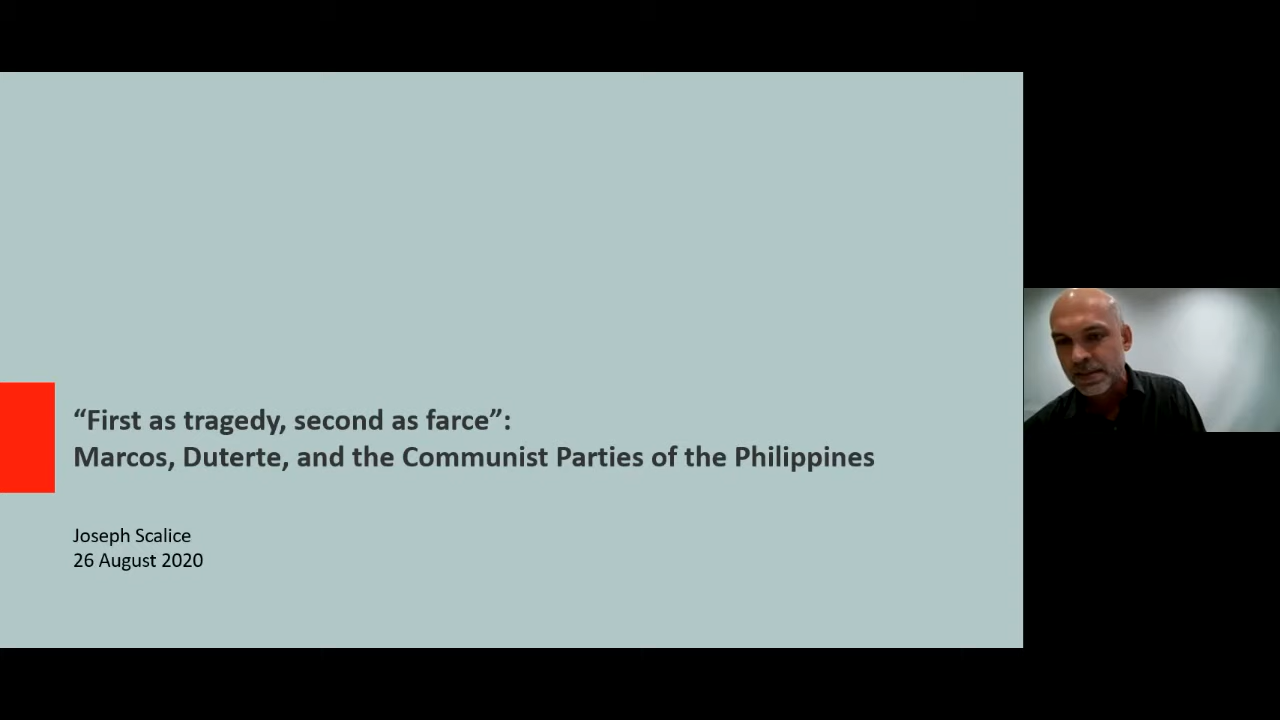 “First as tragedy, second as farce”:
Marcos, Duterte, and the Communist Parties of the Philippines
Joseph Scalice
26 August 2020